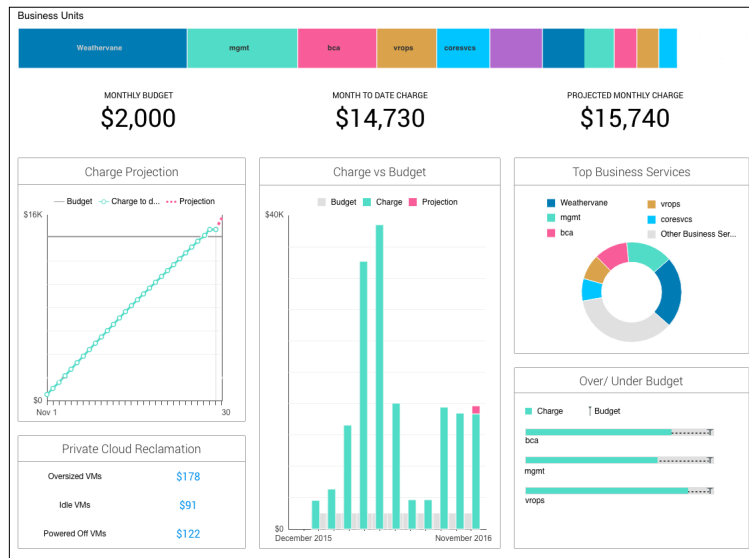 Business Units
Weathervane mgmt bca vrops coresvcs
MONTHLY BUDGET
$2,000
MONTH TO DATE CHARGE
$14,730
PROJECTED MONTHLY CHARGE
$15,740
Charge Projection
Budget Charge to d... Projection
$16K
$0
Nov 1 30
Charge vs Budget
Budget Charge Projection
$40K
$0
December 2015 November 2016
Top Business Services
Weathervane
mgmt
bca
vrops
coresvcs
Other Business Ser...
Private Cloud Reclamation
Oversized VMs $178
Idle VMs $91
Powered Off VMs $122
Over/ Under Budget
Charge Budget
bca
mgmt
vrops